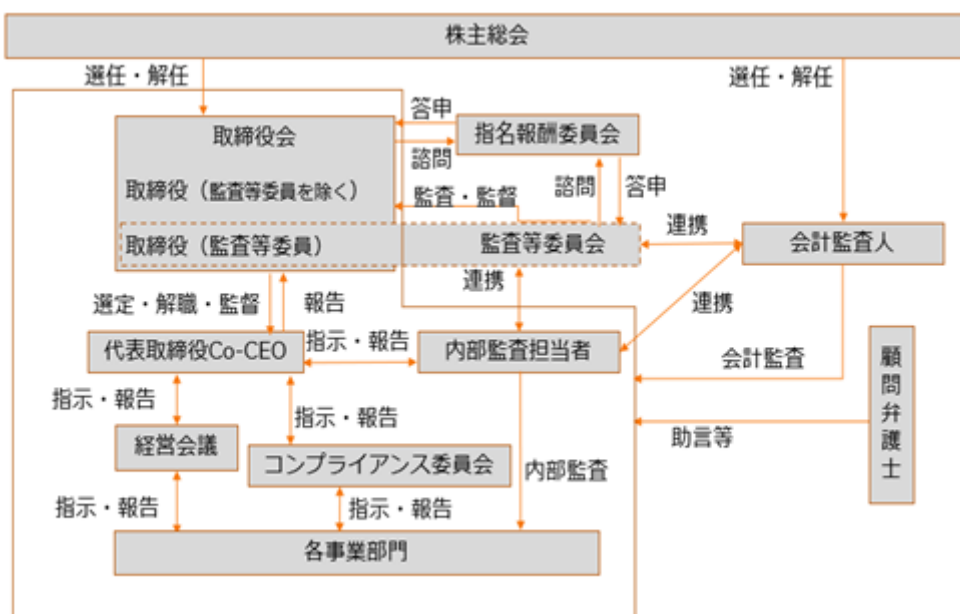 株主総会
選任・解任
選任・解任
取締役会
答申
指名報酬委員会
諮問
取締役（監査等委員を除く）
諮問
答申
監査・監督
取締役（監査等委員）
監査等委員会
連携
会計監査人
連携
選定・解職・監督
報告
連携
代表取締役Co-CEO
指示・報告
内部監査担当者
会計監査
顧問弁護士
指示・報告
指示・報告
助言等
経営会議
コンプライアンス委員会
内部監査
指示・報告
指示・報告
各事業部門